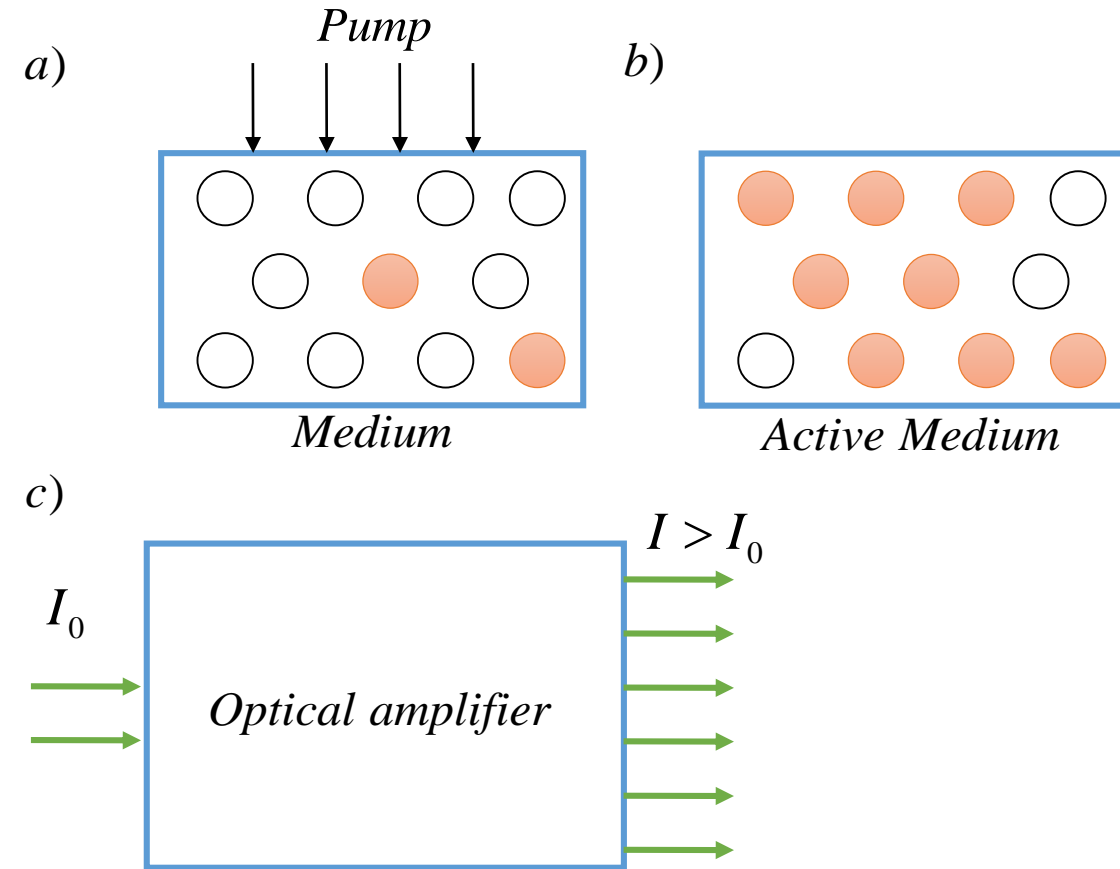 Pump
a)
b)
Medium
Active Medium
c)
I > I₀
I₀
Optical amplifier